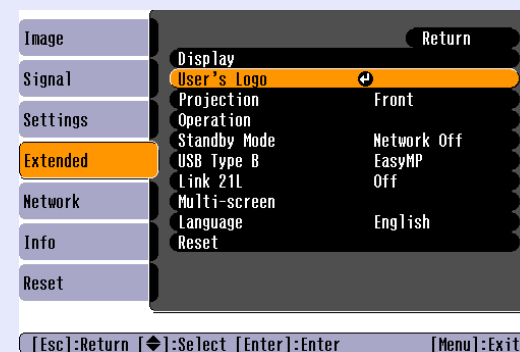 Image
Signal
Settings
Extended
Network
Info
Reset
Return
Display
User's Logo
Projection Front
Operation
Standby Mode Network Off
USB Type B EasyMP
Link 21L Off
Multi-screen
Language English
Reset
[Esc]:Return [◆]:Select [Enter]:Enter [Menu]:Exit